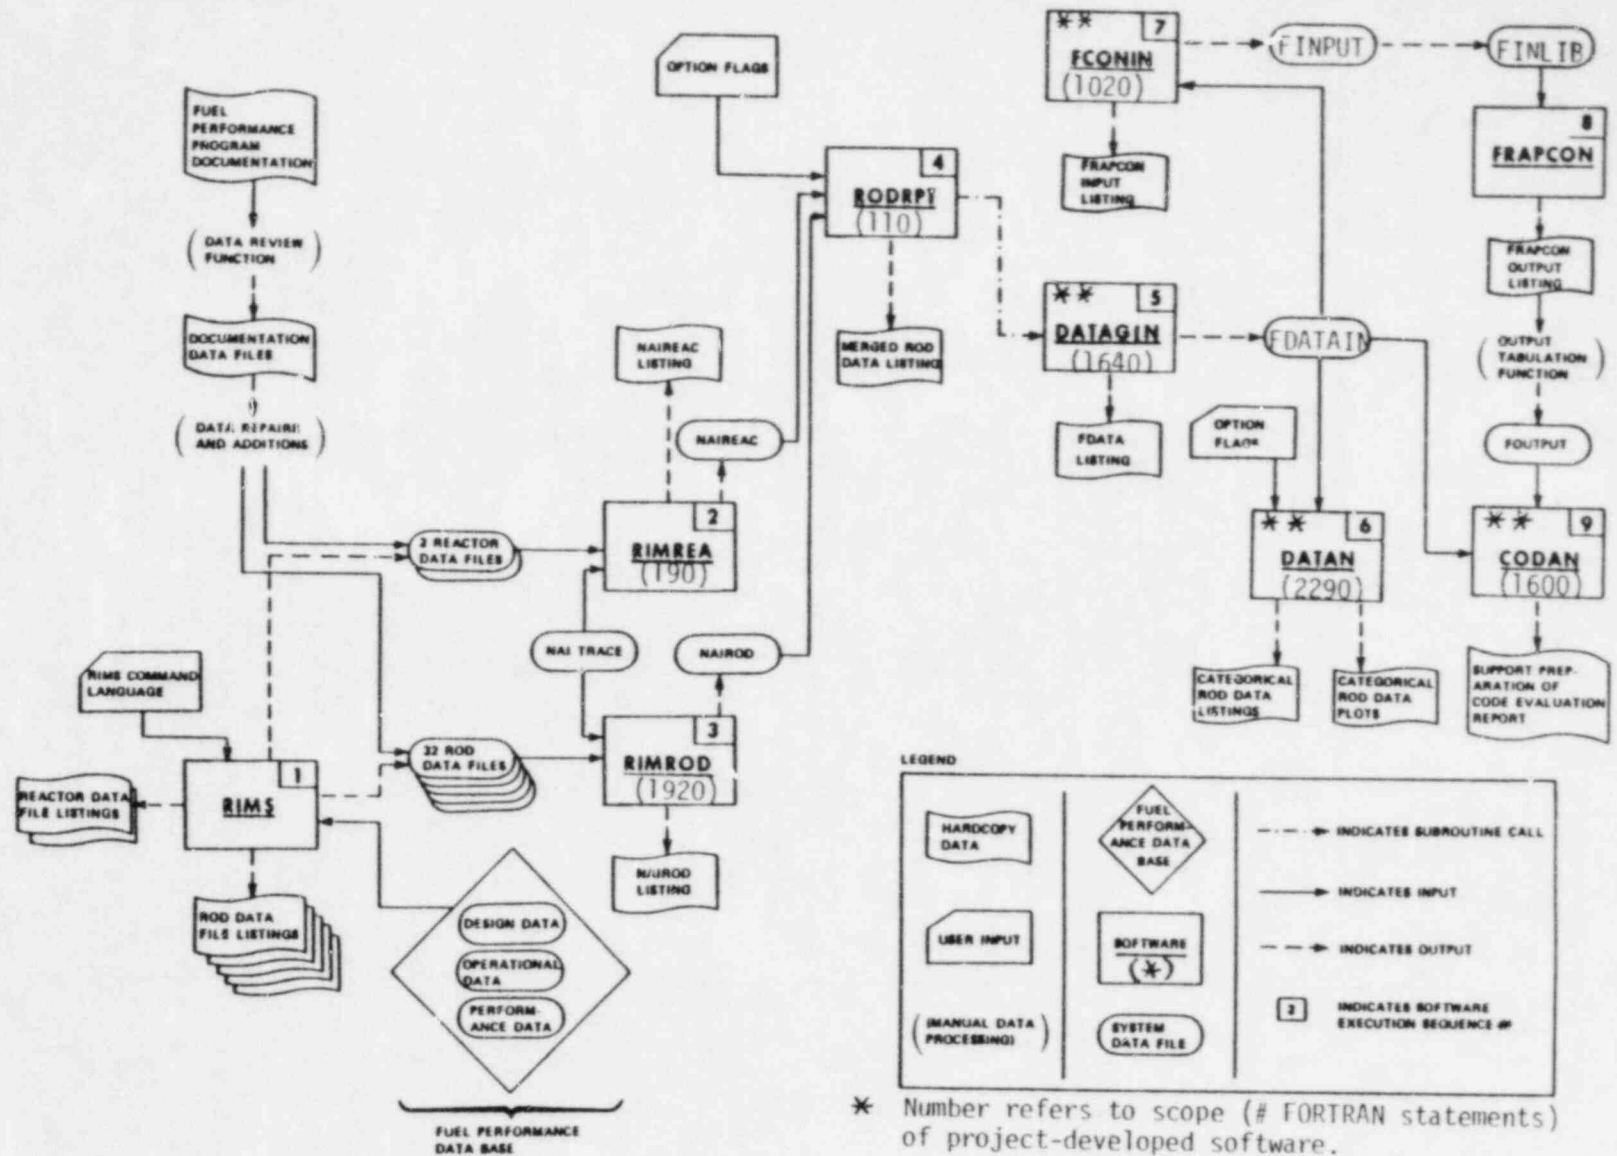 FUEL
PERFORMANCE
PROGRAM
DOCUMENTATION
(DATA REVIEW
FUNCTION)
DOCUMENTATION
DATA FILES
(DATA REPAIRS
AND ADDITIONS)
RIMS COMMAND
LANGUAGE
1
RIMS
REACTOR DATA
FILE LISTINGS
ROD DATA
FILE LISTINGS
2 REACTOR
DATA FILES
32 ROD
DATA FILES
DESIGN DATA
OPERATIONAL
DATA
PERFORM-
ANCE DATA
FUEL PERFORMANCE
DATA BASE
NAIREAC
LISTING
NAIREAC
2
RIMREA
(190)
NAI TRACE
NAIROD
3
RIMROD
(1920)
LISTING
OPTION FLAGS
4
RODRPT
(110)
MERGED ROD
DATA LISTING
** 7
FCONIN
(1020)
FRAPCON
INPUT
LISTING
FINPUT
FINLIB
8
FRAPCON
FRAPCON
OUTPUT
LISTING
(OUTPUT
TABULATION
FUNCTION)
FOUTPUT
** 5
DATAGIN
(1640)
FDATA
LISTING
FDATAIN
OPTION
FLAGS
** 6
DATAN
(2290)
CATEGORICAL
ROD DATA
LISTINGS
CATEGORICAL
ROD DATA
PLOTS
** 9
CODAN
(1600)
SUPPORT PREP-
ARATION OF
CODE EVALUATION
REPORT
LEGEND
HARDCOPY
DATA
USER INPUT
(MANUAL DATA
PROCESSING)
FUEL
PERFORM-
ANCE DATA
BASE
SOFTWARE
(*)
SYSTEM
DATA FILE
INDICATES SUBROUTINE CALL
INDICATES INPUT
INDICATES OUTPUT
2 INDICATES SOFTWARE
EXECUTION SEQUENCE #
* Number refers to scope (# FORTRAN statements)
of project-developed software.